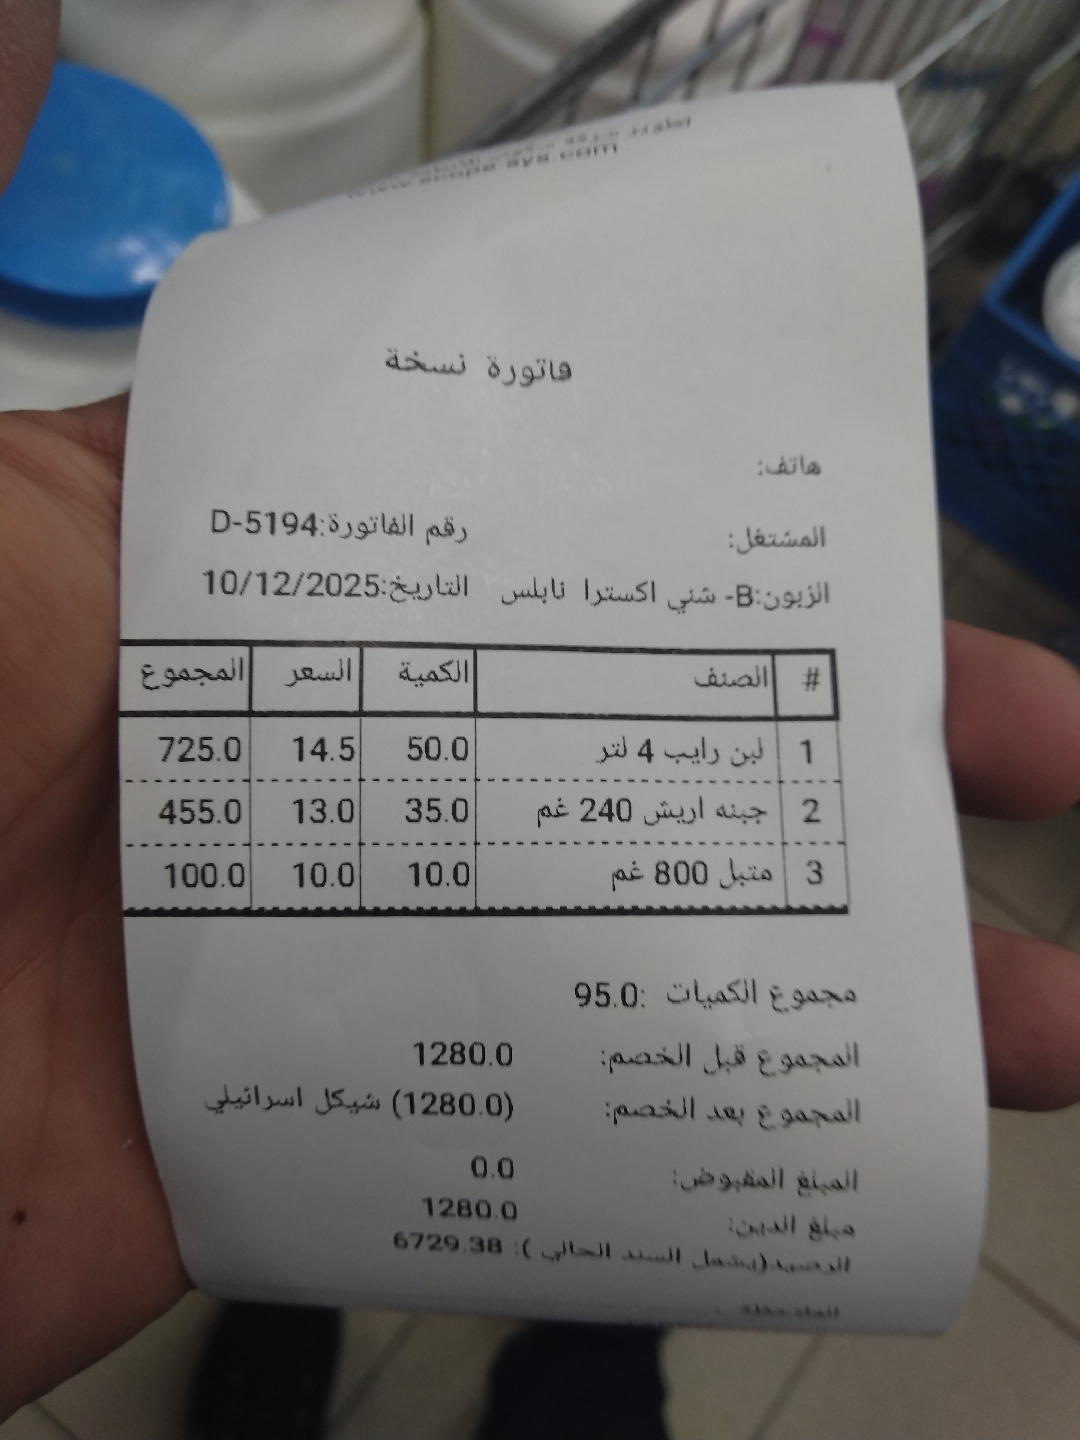 www.scope-sys.com
فاتورة نسخة
هاتف:
المشتغل: رقم الفاتورة:D-5194
الزبون:B- شني اكسترا نابلس التاريخ:10/12/2025
# الصنف الكمية السعر المجموع
1 لبن رايب 4 لتر 50.0 14.5 725.0
2 جبنه اريش 240 غم 35.0 13.0 455.0
3 متبل 800 غم 10.0 10.0 100.0
مجموع الكميات :95.0
المجموع قبل الخصم: 1280.0
المجموع بعد الخصم: (1280.0) شيكل اسرائيلي
المبلغ المقبوض: 0.0
مبلغ الدين: 1280.0
الرصيد(يشمل السند الحالي ): 6729.38